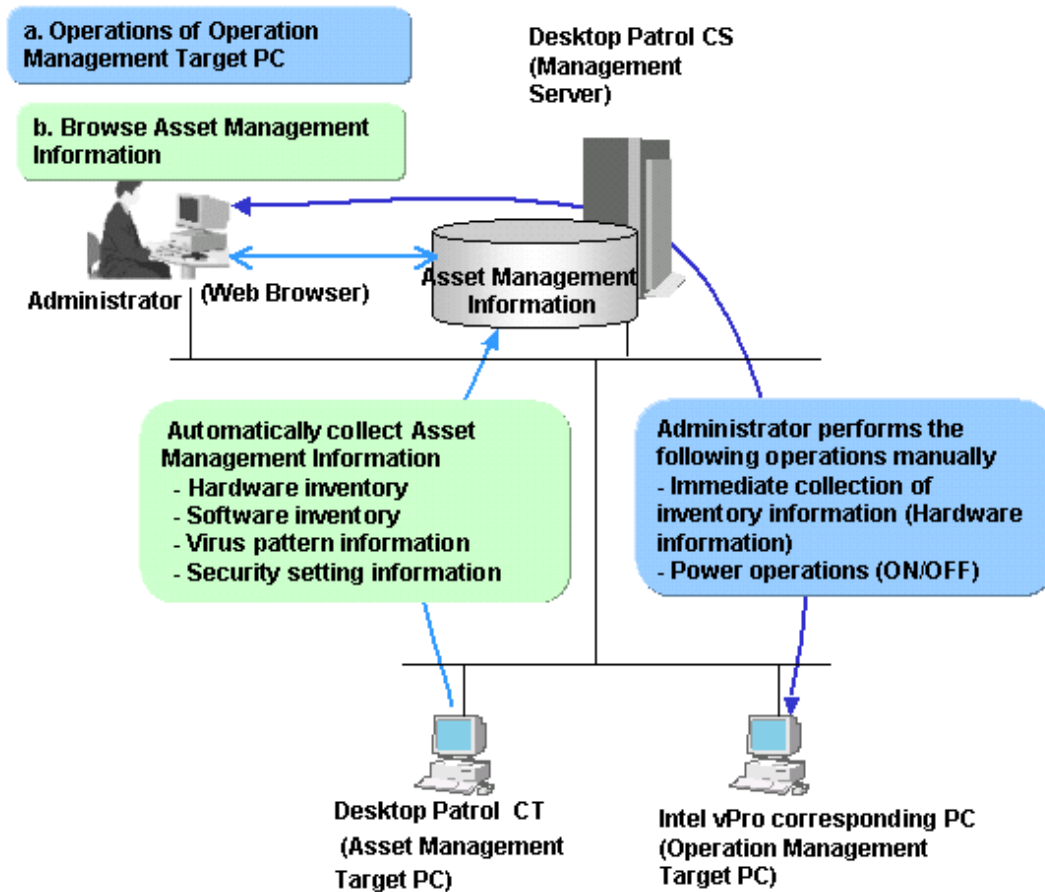 a. Operations of Operation
Management Target PC
Desktop Patrol CS
(Management
Server)
b. Browse Asset Management
Information
Administrator
(Web Browser)
Asset Management
Information
Automatically collect Asset
Management Information
- Hardware inventory
- Software inventory
- Virus pattern information
- Security setting information
Administrator performs the
following operations manually
- Immediate collection of
inventory information (Hardware
information)
- Power operations (ON/OFF)
Desktop Patrol CT
(Asset Management
Target PC)
Intel vPro corresponding PC
(Operation Management
Target PC)